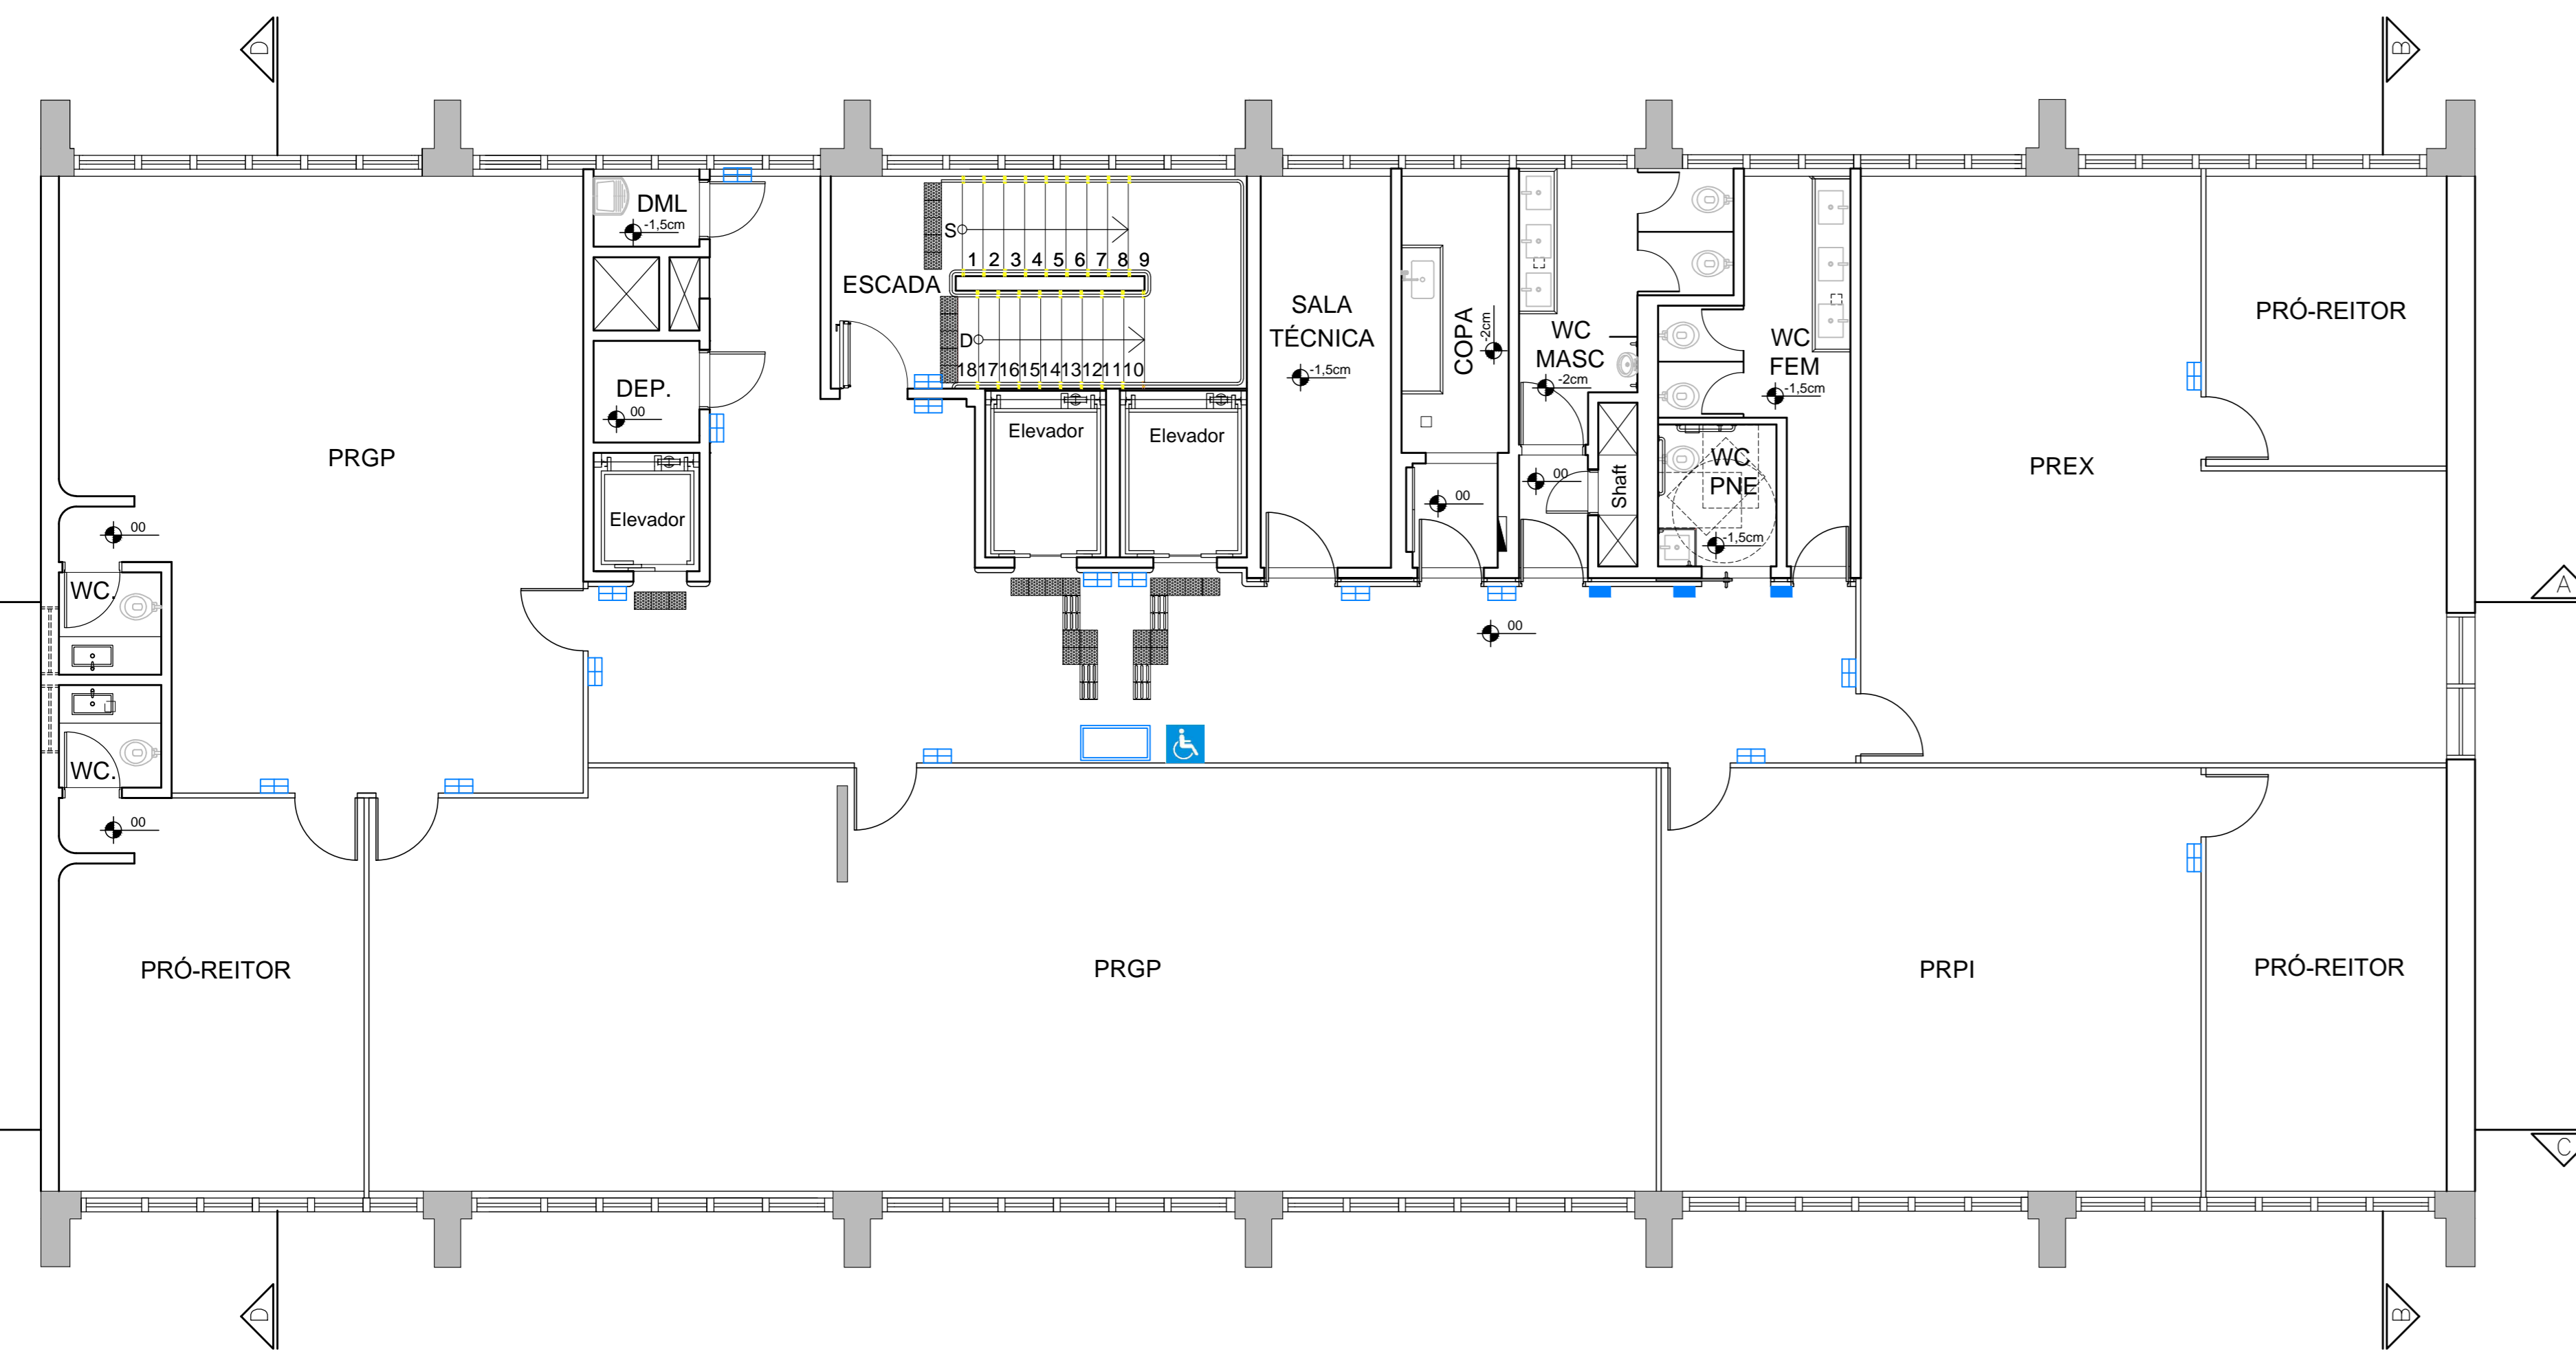 D
B
DML
-1,5cm
S
1 2 3 4 5 6 7 8 9
ESCADA
D
18 17 16 15 14 13 12 11 10
DEP.
00
Elevador
Elevador
Elevador
SALA
TÉCNICA
-1,5cm
COPA
-2cm
00
WC
MASC
-2cm
00
Shaft
WC
FEM
-1,5cm
WC
PNE
-1,5cm
PRÓ-REITOR
PREX
PRGP
00
WC.
WC.
00
00
A
PRÓ-REITOR
PRGP
PRPI
PRÓ-REITOR
C
D
B